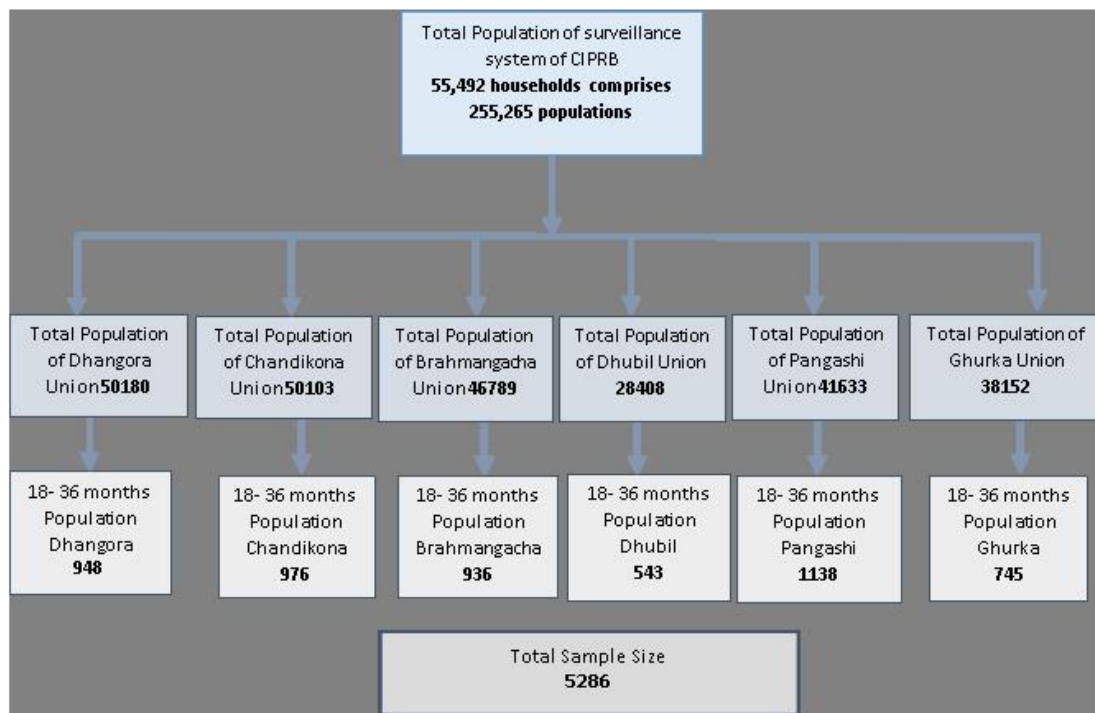 Total Population of surveillance
system of CIPRB
55,492 households comprises
255,265 populations
Total Population
of Dhangora
Union50180
Total Population
of Chandikona
Union50103
Total Population
of Brahmangacha
Union46789
Total Population
of Dhubil Union
28408
Total Population
of Pangashi
Union41633
Total Population of
Ghurka Union
38152
18- 36 months
Population
Dhangora
948
18- 36 months
Population
Chandikona
976
18- 36 months
Population
Brahmangacha
936
18- 36 months
Population
Dhubil
543
18- 36 months
Population
Pangashi
1138
18- 36 months
Population
Ghurka
745
Total Sample Size
5286